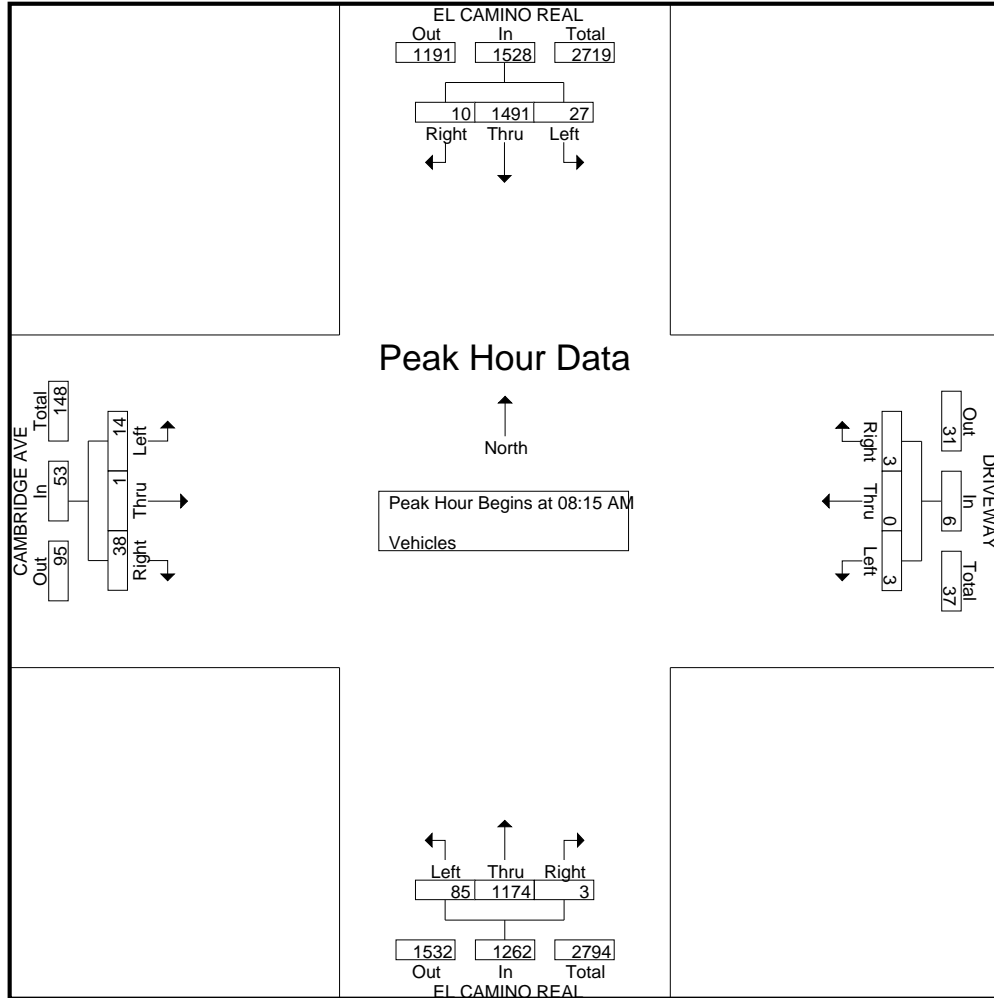 EL CAMINO REAL
Out In Total
1191 1528 2719
10 1491 27
Right Thru Left
Peak Hour Data
North
Peak Hour Begins at 08:15 AM
Vehicles
CAMBRIDGE AVE
Out In Total
95 53 148
38 1 14
Right Thru Left
DRIVEWAY
Out In Total
31 6 37
3 0 3
Right Thru Left
Left Thru Right
85 1174 3
1532 1262 2794
Out In Total
EL CAMINO REAL